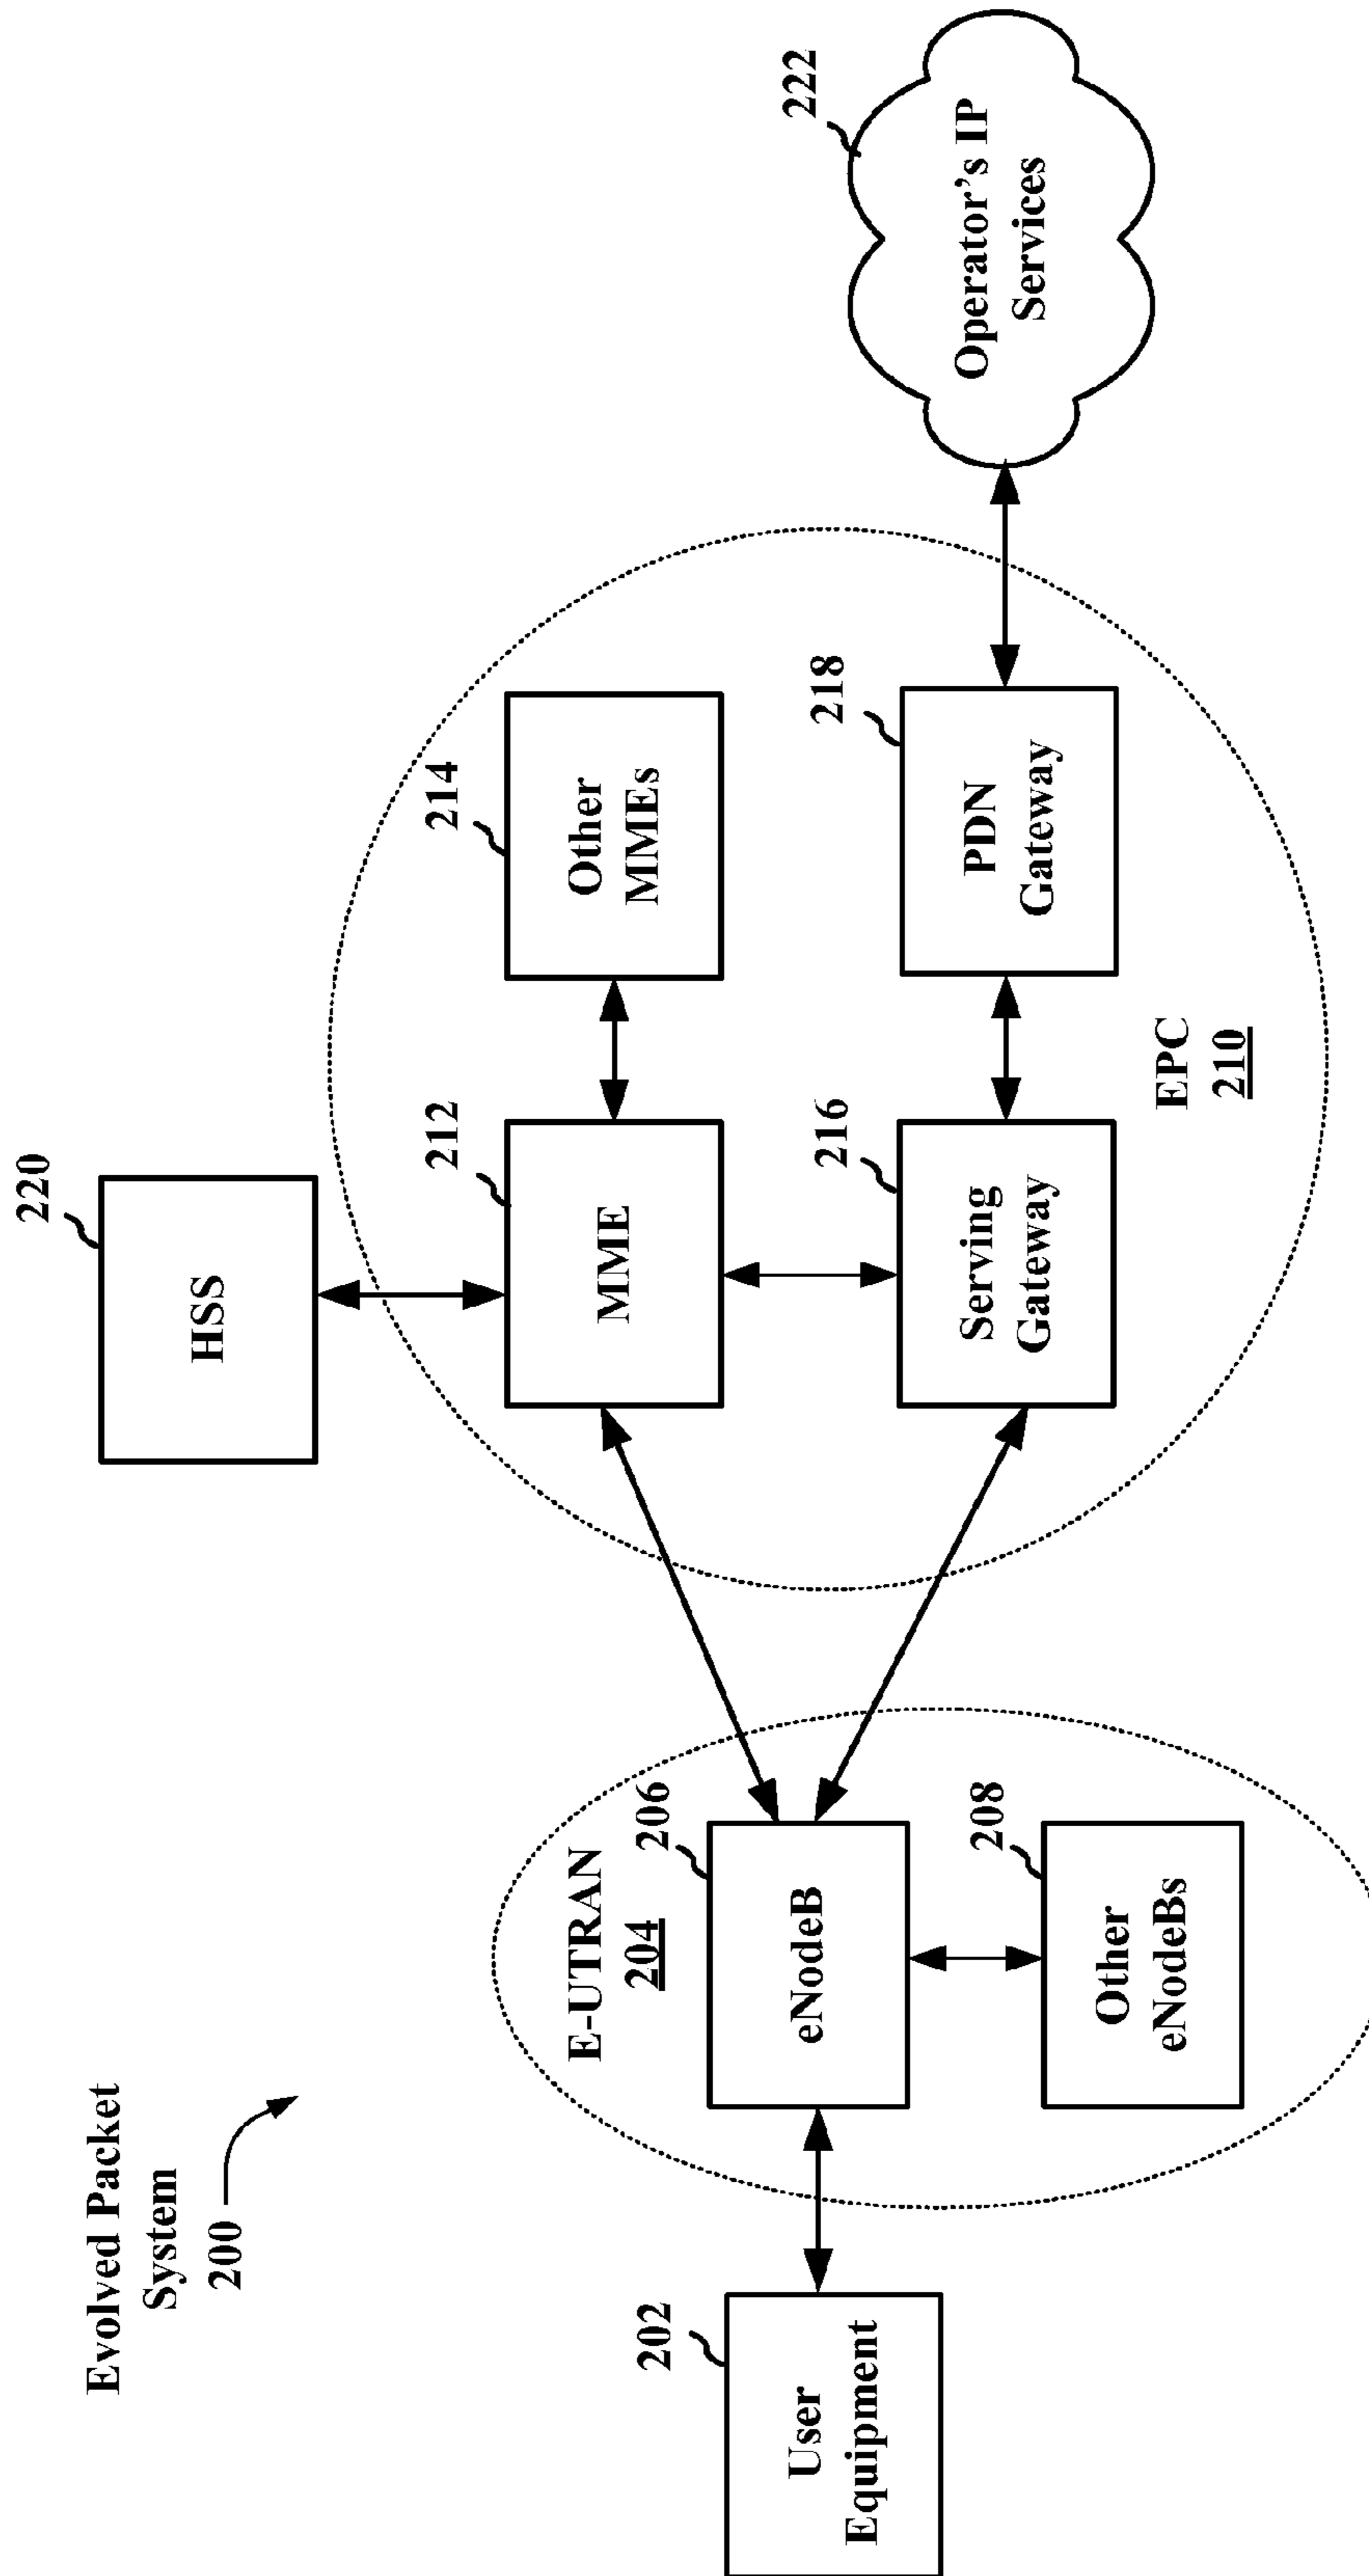 Evolved Packet
System
200
220
HSS
212
MME
214
Other
MMEs
222
Operator's IP
Services
E-UTRAN
204
206
eNodeB
216
Serving
Gateway
218
PDN
Gateway
202
User
Equipment
208
Other
eNodeBs
EPC
210